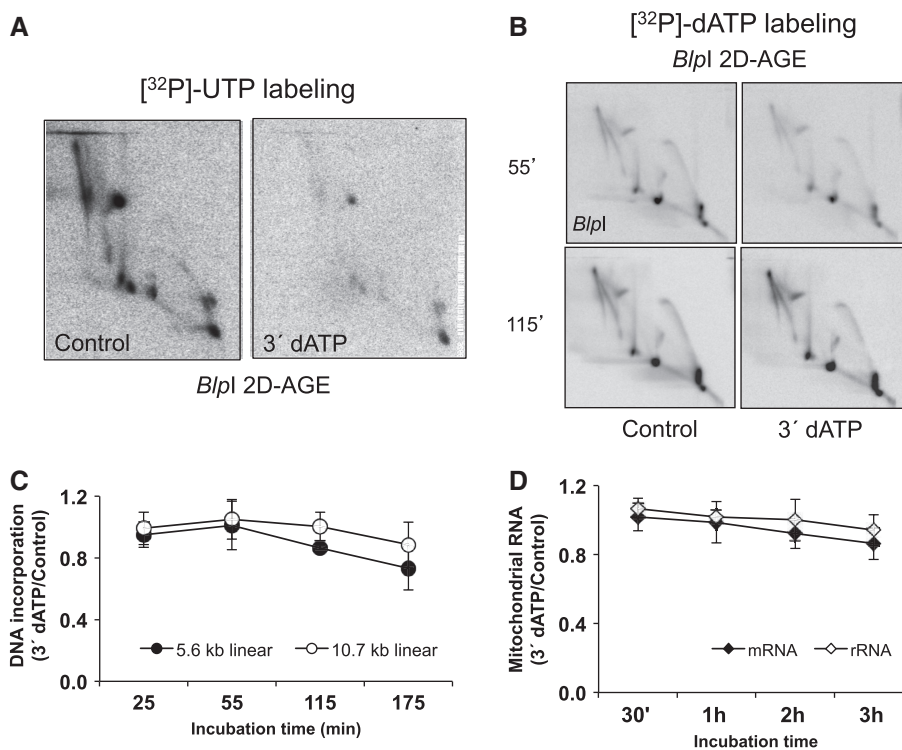 A
[³²P]-UTP labeling
Control
3´ dATP
BlpI 2D-AGE
B
[³²P]-dATP labeling
BlpI 2D-AGE
55’
BlpI
115’
Control
3´ dATP
C
DNA incorporation
(3´ dATP/Control)
1.2
0.8
0.4
0.0
5.6 kb linear
10.7 kb linear
25
55
115
175
Incubation time (min)
D
Mitochondrial RNA
(3´ dATP/Control)
1.2
0.8
0.4
0.0
mRNA
rRNA
30'
1h
2h
3h
Incubation time